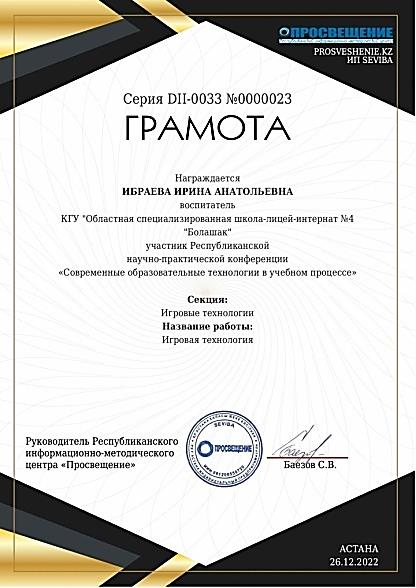 ПРОСВЕЩЕНИЕ
PROSVESHENIE.KZ
ИП SEVIBA
Серия DII-0033 №0000023
ГРАМОТА
Награждается
ИБРАЕВА ИРИНА АНАТОЛЬЕВНА
воспитатель
КГУ "Областная специализированная школа-лицей-интернат №4
"Болашак"
участник Республиканской
научно-практической конференции
«Современные образовательные технологии в учебном процессе»
Секция:
Игровые технологии
Название работы:
Игровая технология
Руководитель Республиканского
информационно-методического
центра «Просвещение»
SEVIBA
ПРОСВЕЩЕНИЕ
Баезов С.В.
АСТАНА
26.12.2022